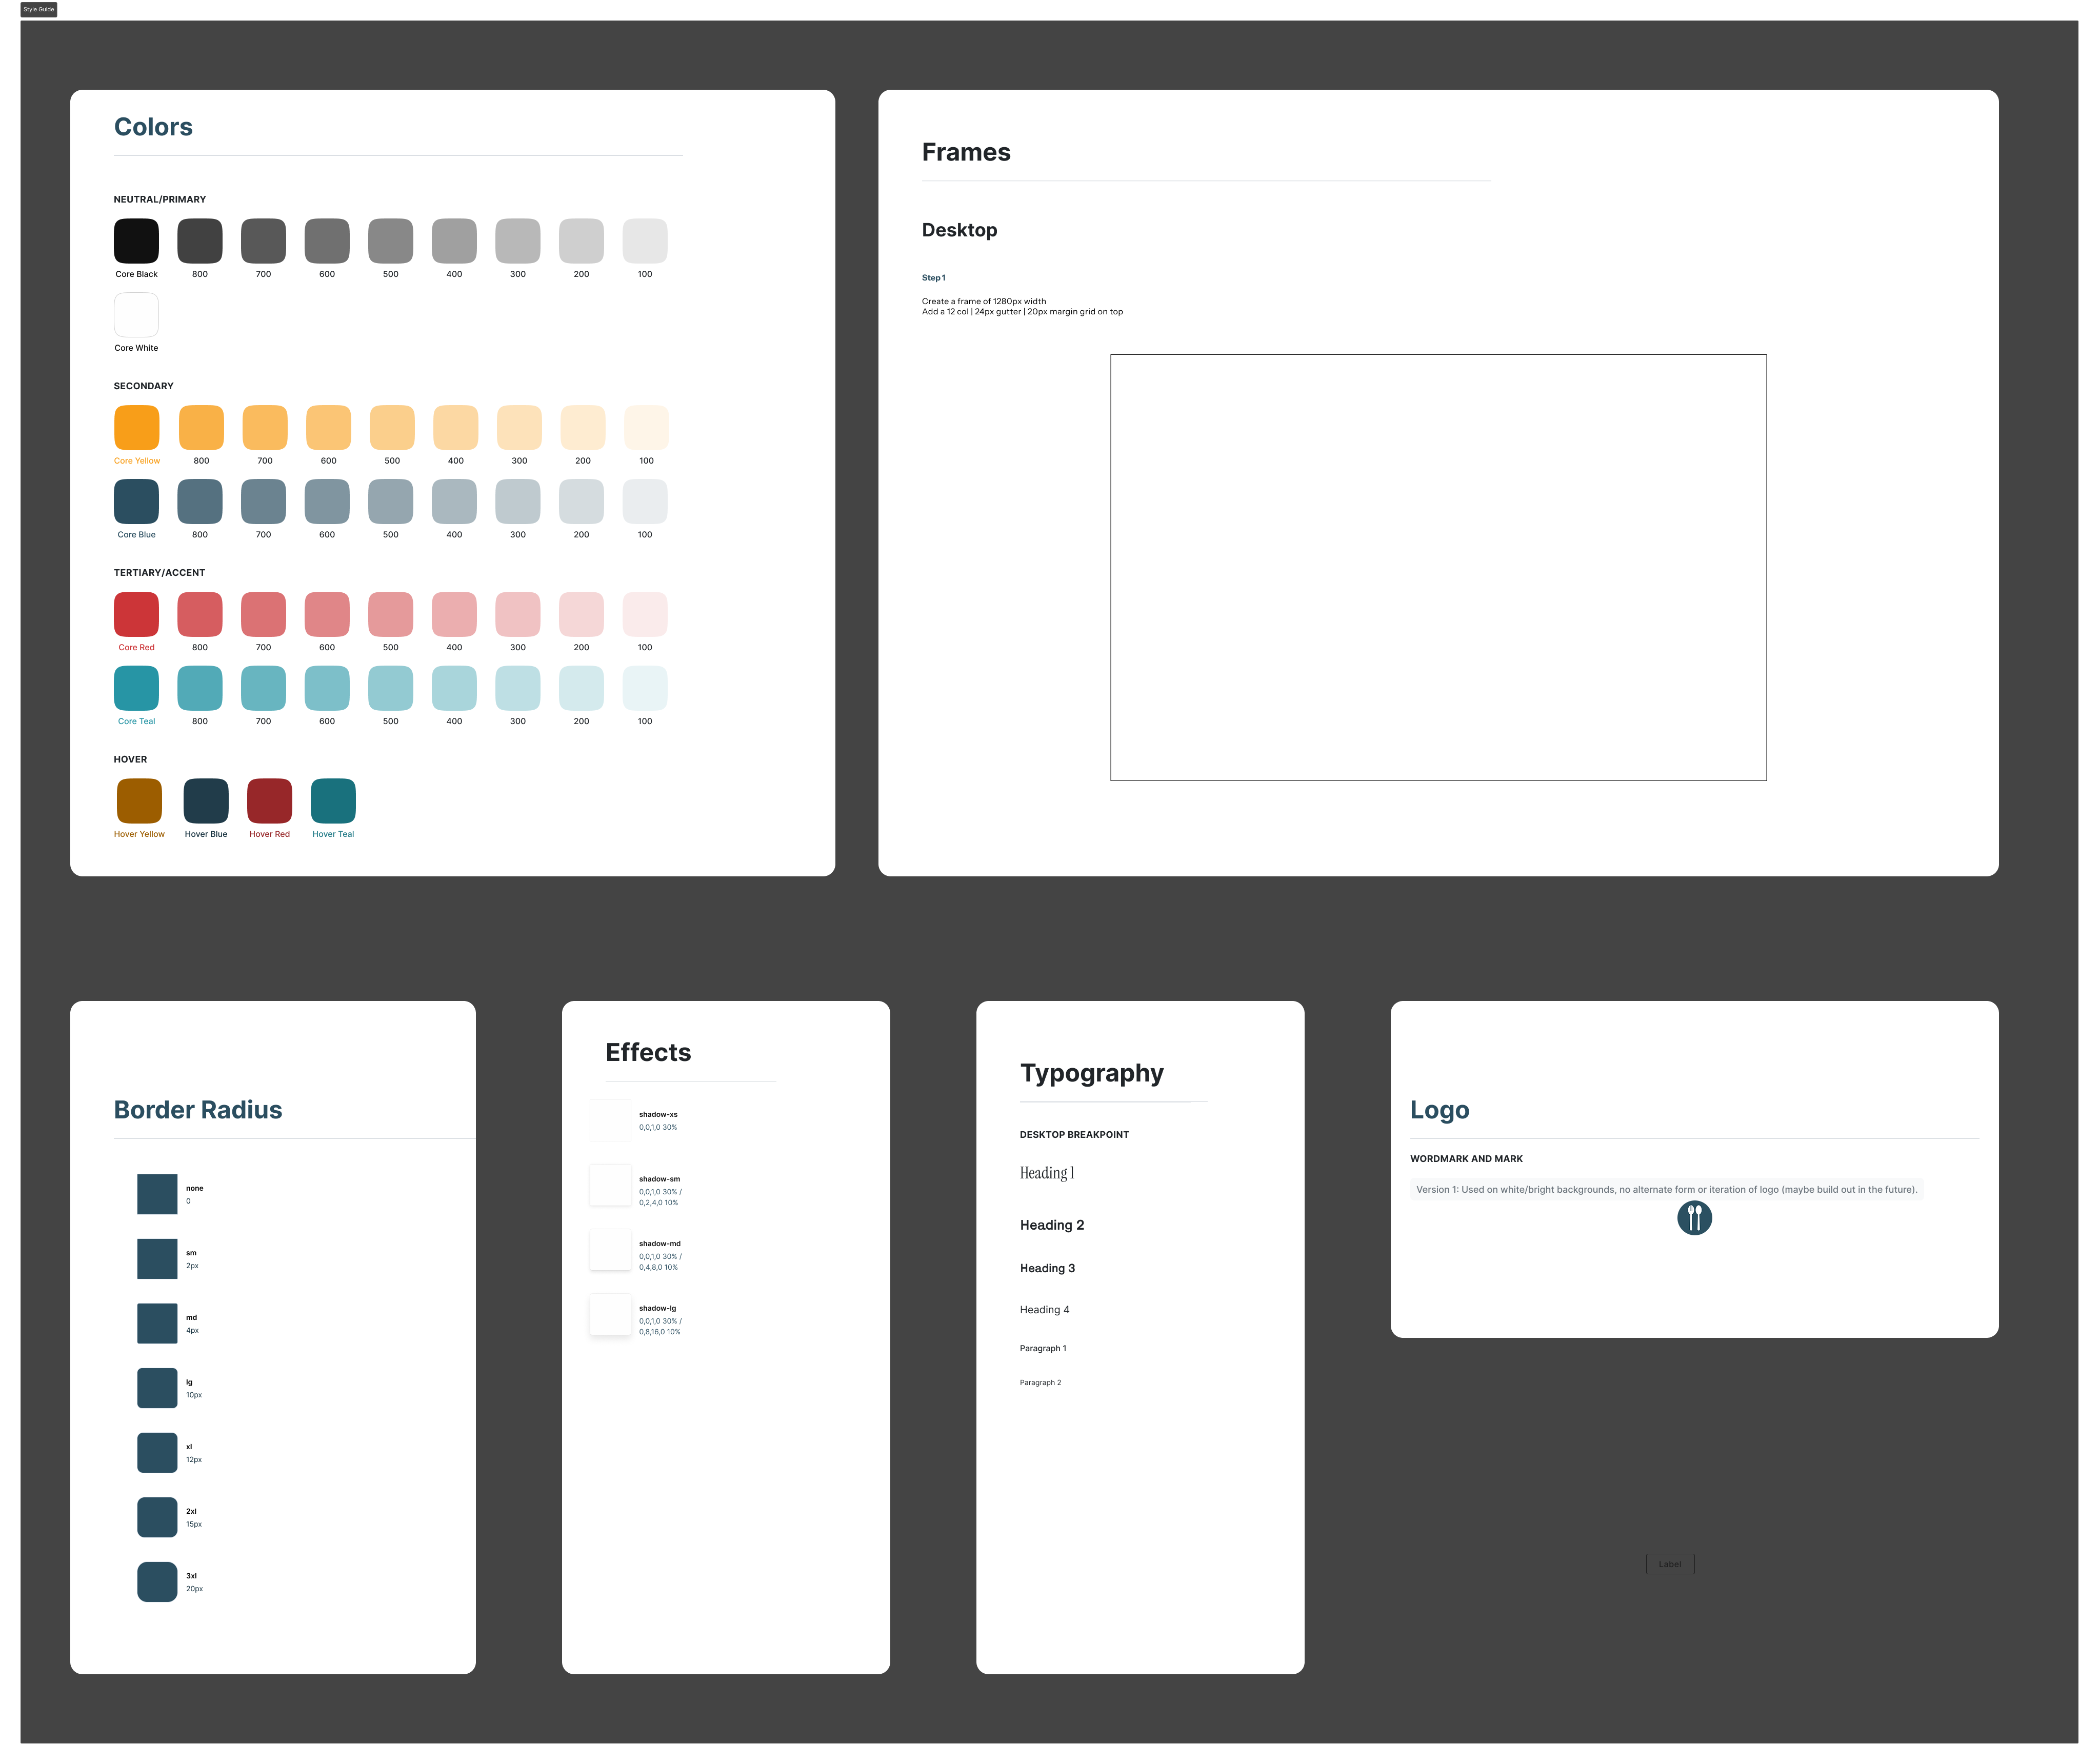 Style Guide
Colors
NEUTRAL/PRIMARY
Core Black 800 700 600 500 400 300 200 100
Core White
SECONDARY
Core Yellow 800 700 600 500 400 300 200 100
Core Blue 800 700 600 500 400 300 200 100
TERTIARY/ACCENT
Core Red 800 700 600 500 400 300 200 100
Core Teal 800 700 600 500 400 300 200 100
HOVER
Hover Yellow Hover Blue Hover Red Hover Teal
Frames
Desktop
Step 1
Create a frame of 1280px width
Add a 12 col | 24px gutter | 20px margin grid on top
Border Radius
none
0
sm
2px
md
4px
lg
10px
xl
12px
2xl
15px
3xl
20px
Effects
shadow-xs
0,0,1,0 30%
shadow-sm
0,0,1,0 30% /
0,2,4,0 10%
shadow-md
0,0,1,0 30% /
0,4,8,0 10%
shadow-lg
0,0,1,0 30% /
0,8,16,0 10%
Typography
DESKTOP BREAKPOINT
Heading 1
Heading 2
Heading 3
Heading 4
Paragraph 1
Paragraph 2
Logo
WORDMARK AND MARK
Version 1: Used on white/bright backgrounds, no alternate form or iteration of logo (maybe build out in the future).
Label